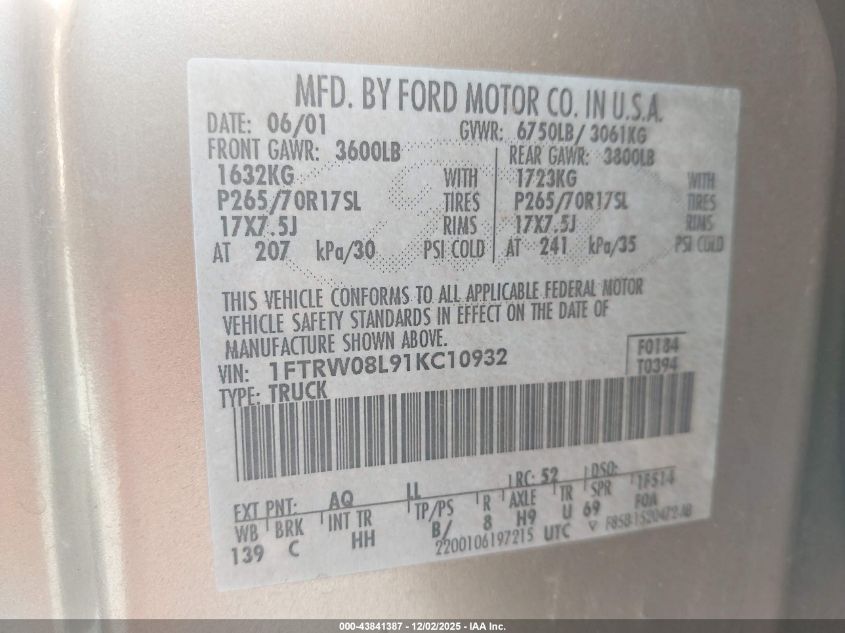 MFD. BY FORD MOTOR CO. IN U.S.A.
DATE: 06/01 GVWR: 6750LB/ 3061KG
FRONT GAWR: 3600LB REAR GAWR: 3800LB
1632KG WITH 1723KG WITH
P265/70R17SL TIRES P265/70R17SL TIRES
17X7.5J RIMS 17X7.5J RIMS
AT 207 kPa/30 PSI COLD AT 241 kPa/35 PSI COLD
THIS VEHICLE CONFORMS TO ALL APPLICABLE FEDERAL MOTOR
VEHICLE SAFETY STANDARDS IN EFFECT ON THE DATE OF
MANUFACTURE SHOWN ABOVE.
VIN: 1FTRW08L91KC10932 F0184
TYPE: TRUCK T0394
EXT PNT: AQ LL RC: 52 DSO: 1F514
WB BRK INT TR TP/PS R AXLE TR SPR FOA
139 C HH B/ 8 H9 U 69
2200106197215 UTC F85B1520472AB
000-43841387 - 12/02/2025 - IAA Inc.